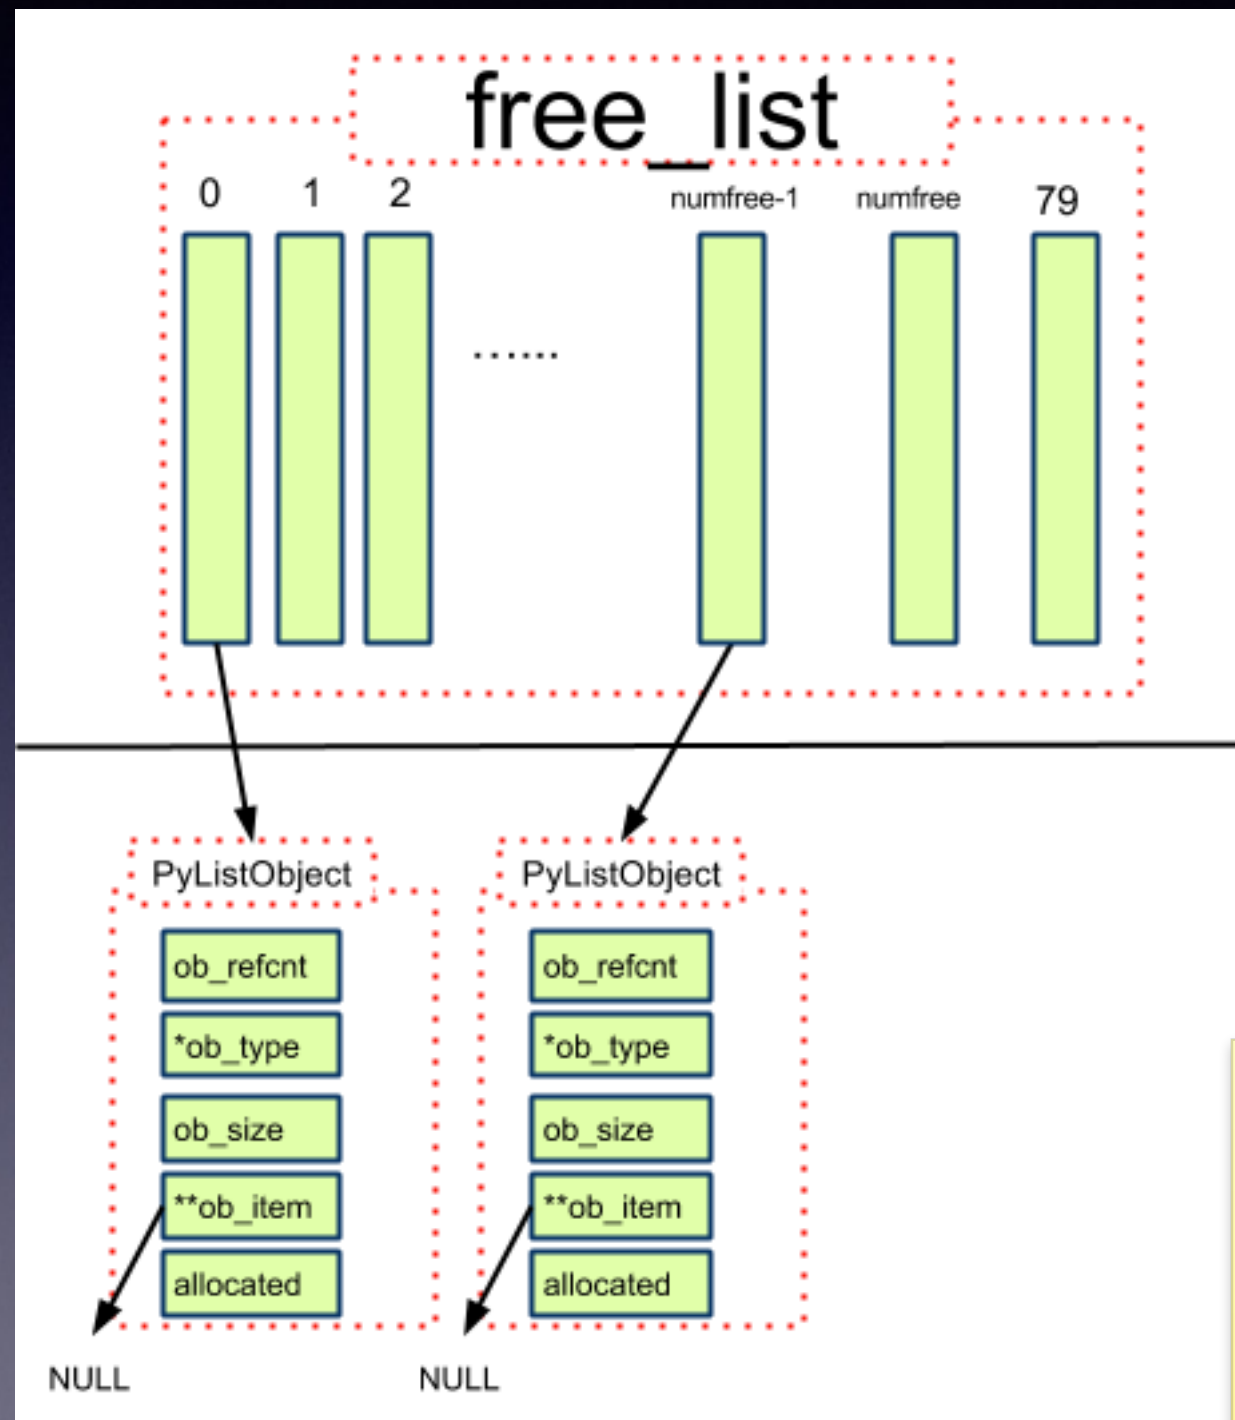 free_list
0 1 2 numfree-1 numfree 79
......
PyListObject PyListObject
ob_refcnt ob_refcnt
*ob_type *ob_type
ob_size ob_size
**ob_item **ob_item
allocated allocated
NULL NULL